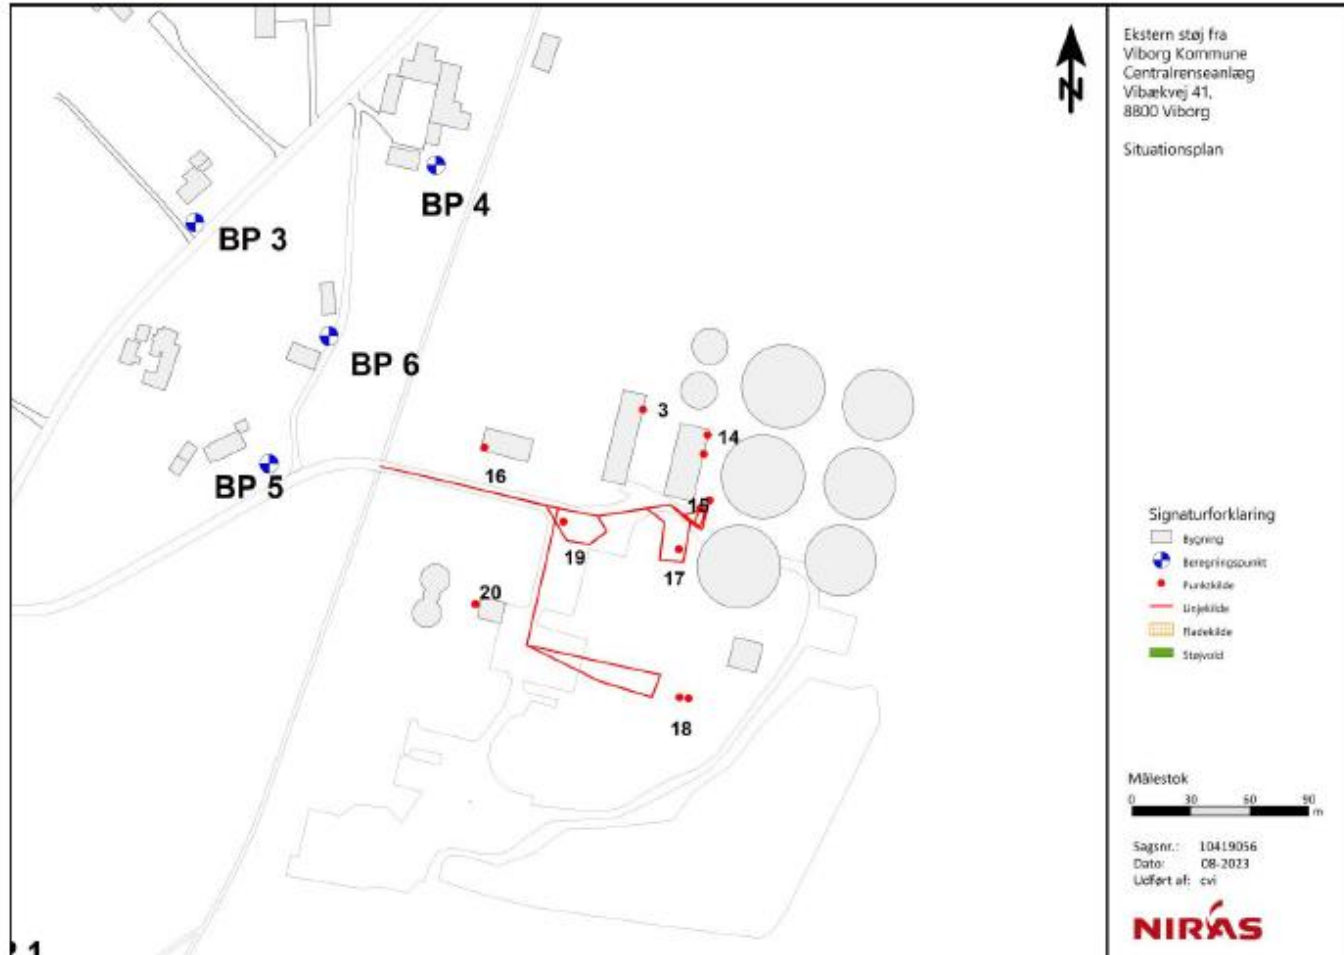 Ekstern støj fra
Viborg Kommune
Centralrenseanlæg
Vibækvej 41,
8800 Viborg
Situationsplan
N
BP 4
BP 3
BP 6
BP 5
3
14
16
15
19
17
20
18
1
Signaturforklaring
Bygning
Beregningspunkt
Punktkilde
Linjekilde
Fladekilde
Støjvold
Målestok
0 30 60 90
m
Sagsnr.: 10419056
Dato: 08-2023
Udført af: cvi
NIRAS